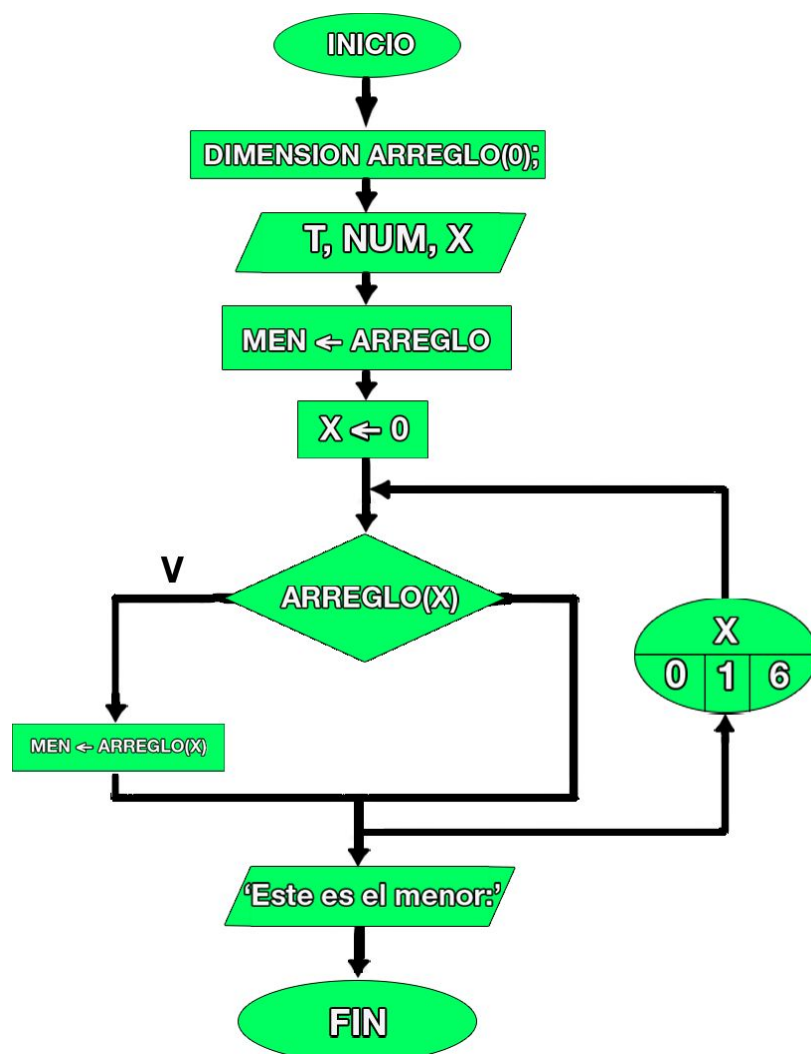 INICIO
DIMENSION ARREGLO(0);
T, NUM, X
MEN ← ARREGLO
X ← 0
V
ARREGLO(X)
X
0 1 6
MEN ← ARREGLO(X)
‘Este es el menor:’
FIN